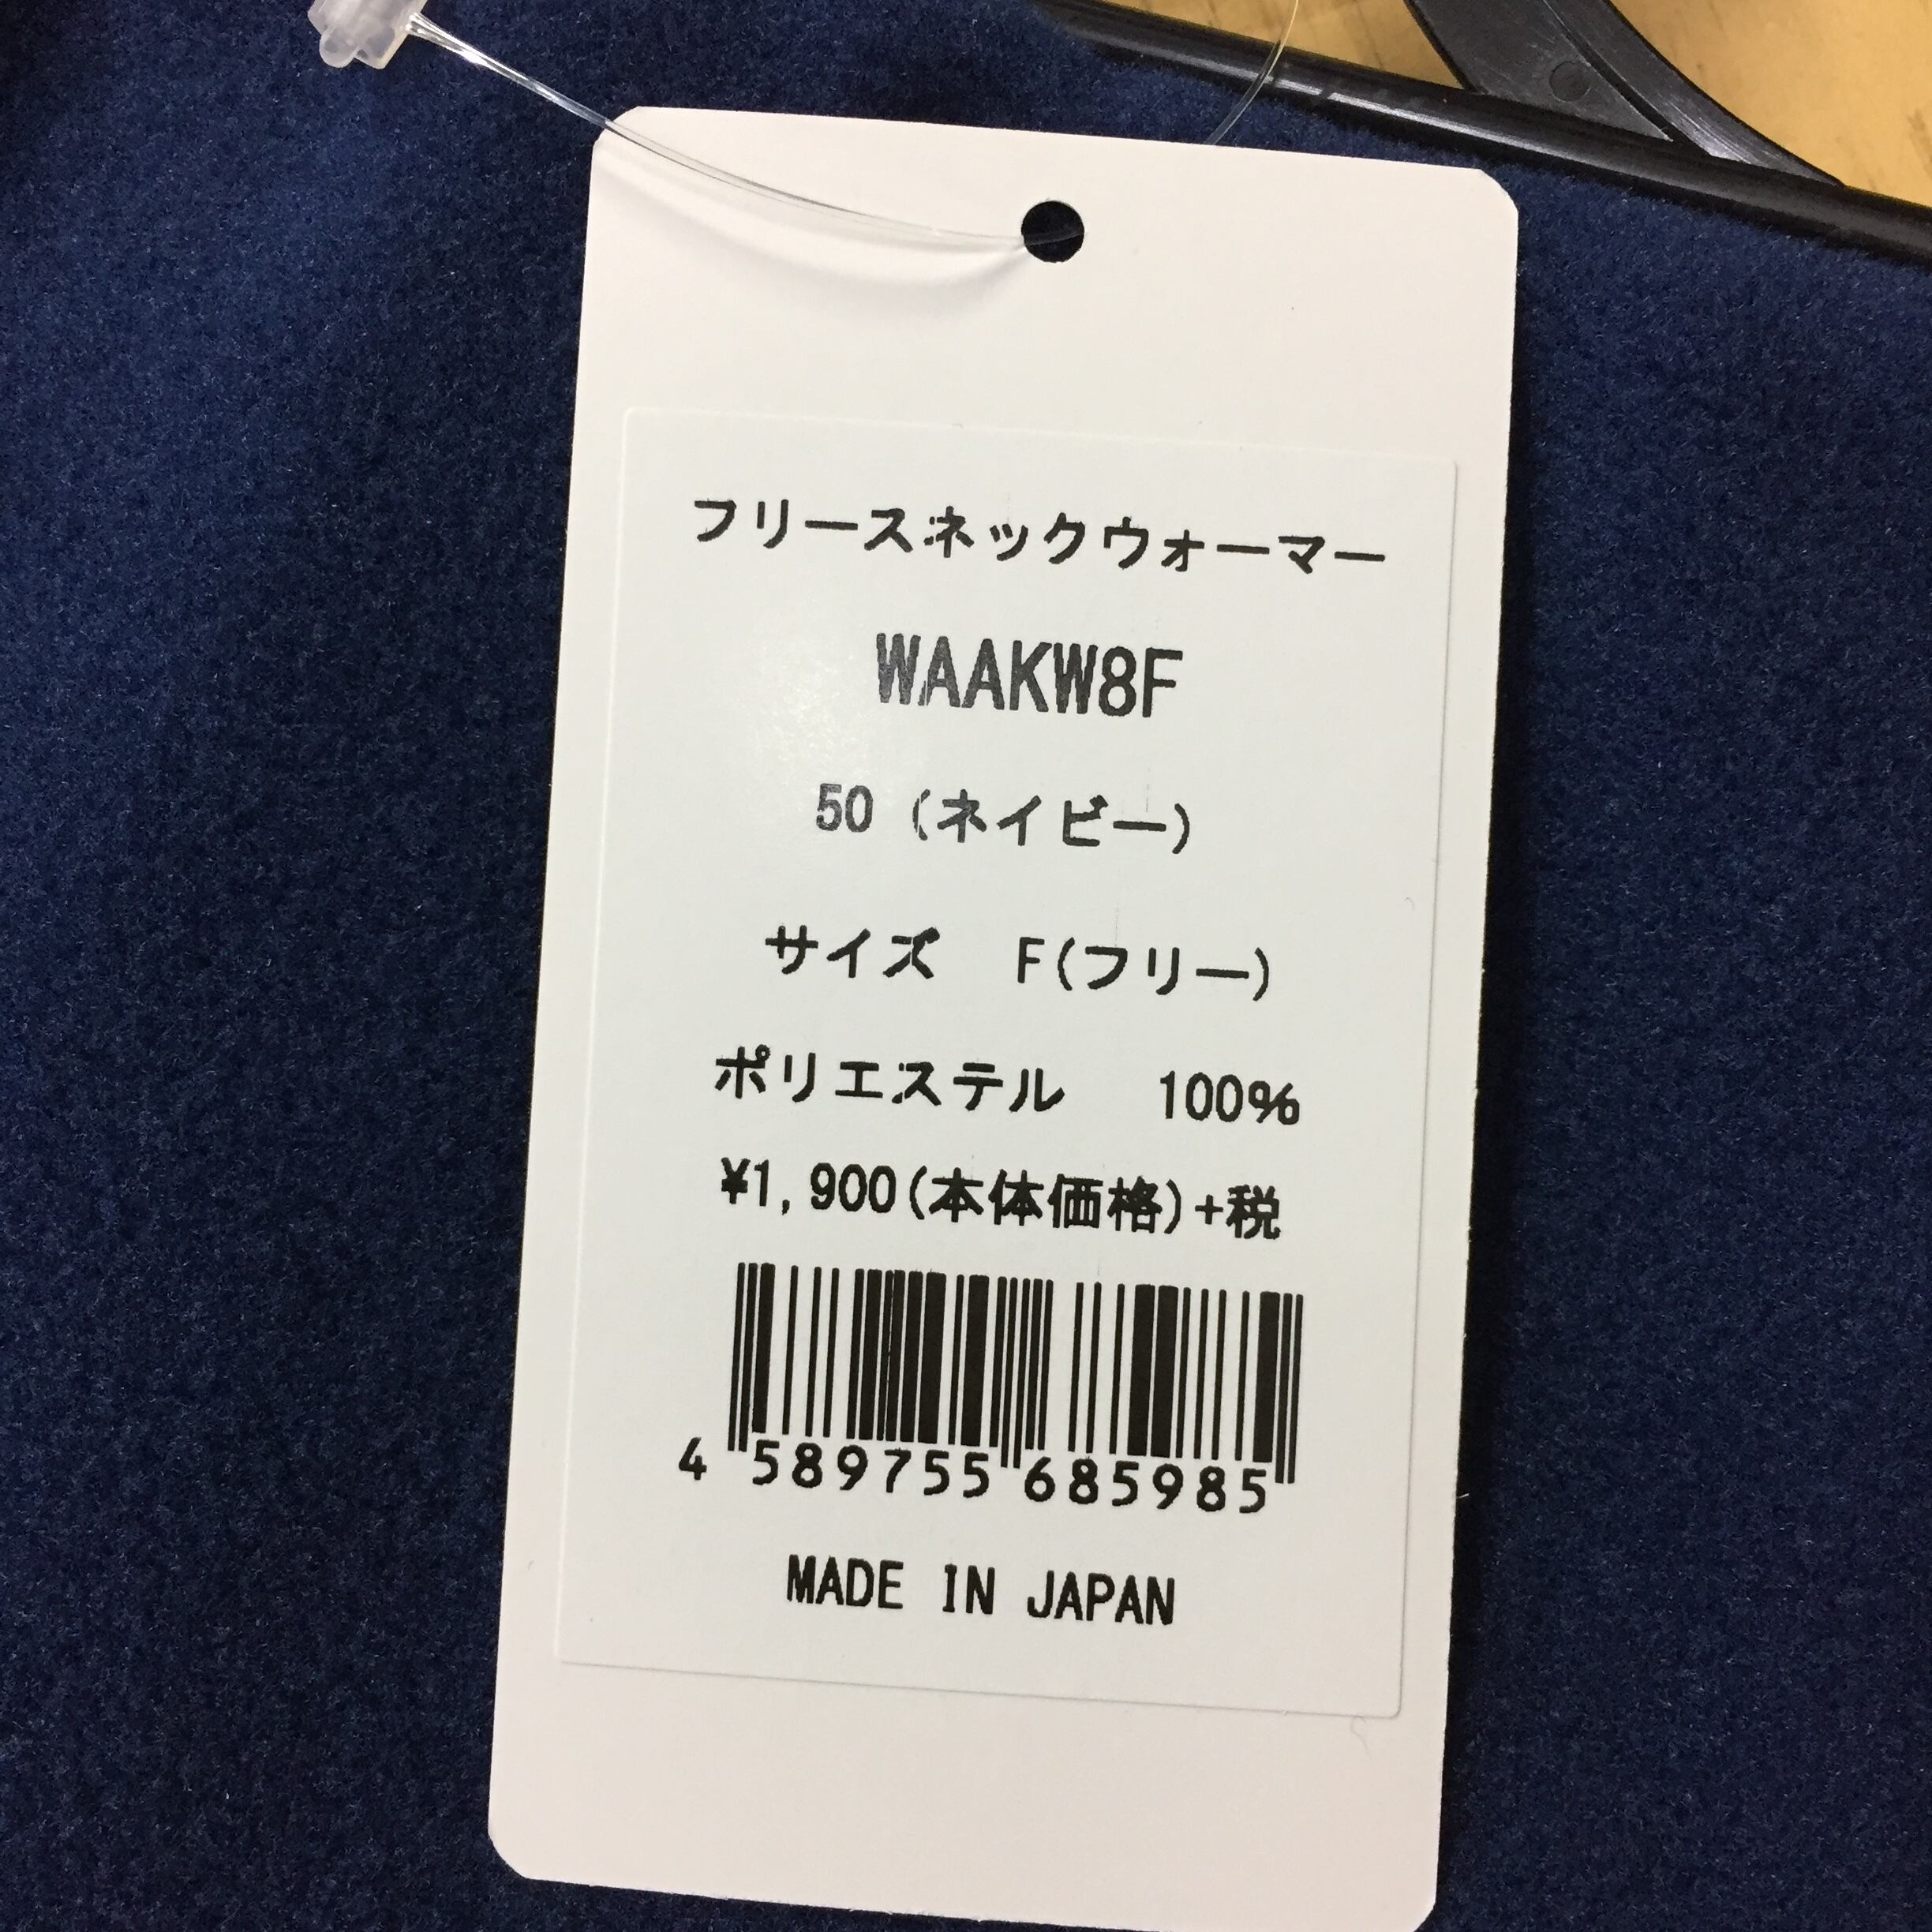 フリースネックウォーマー
WAAKW8F
50 (ネイビー)
サイズ F(フリー)
ポリエステル 100%
¥1,900(本体価格)+税
4 589755 685985
MADE IN JAPAN